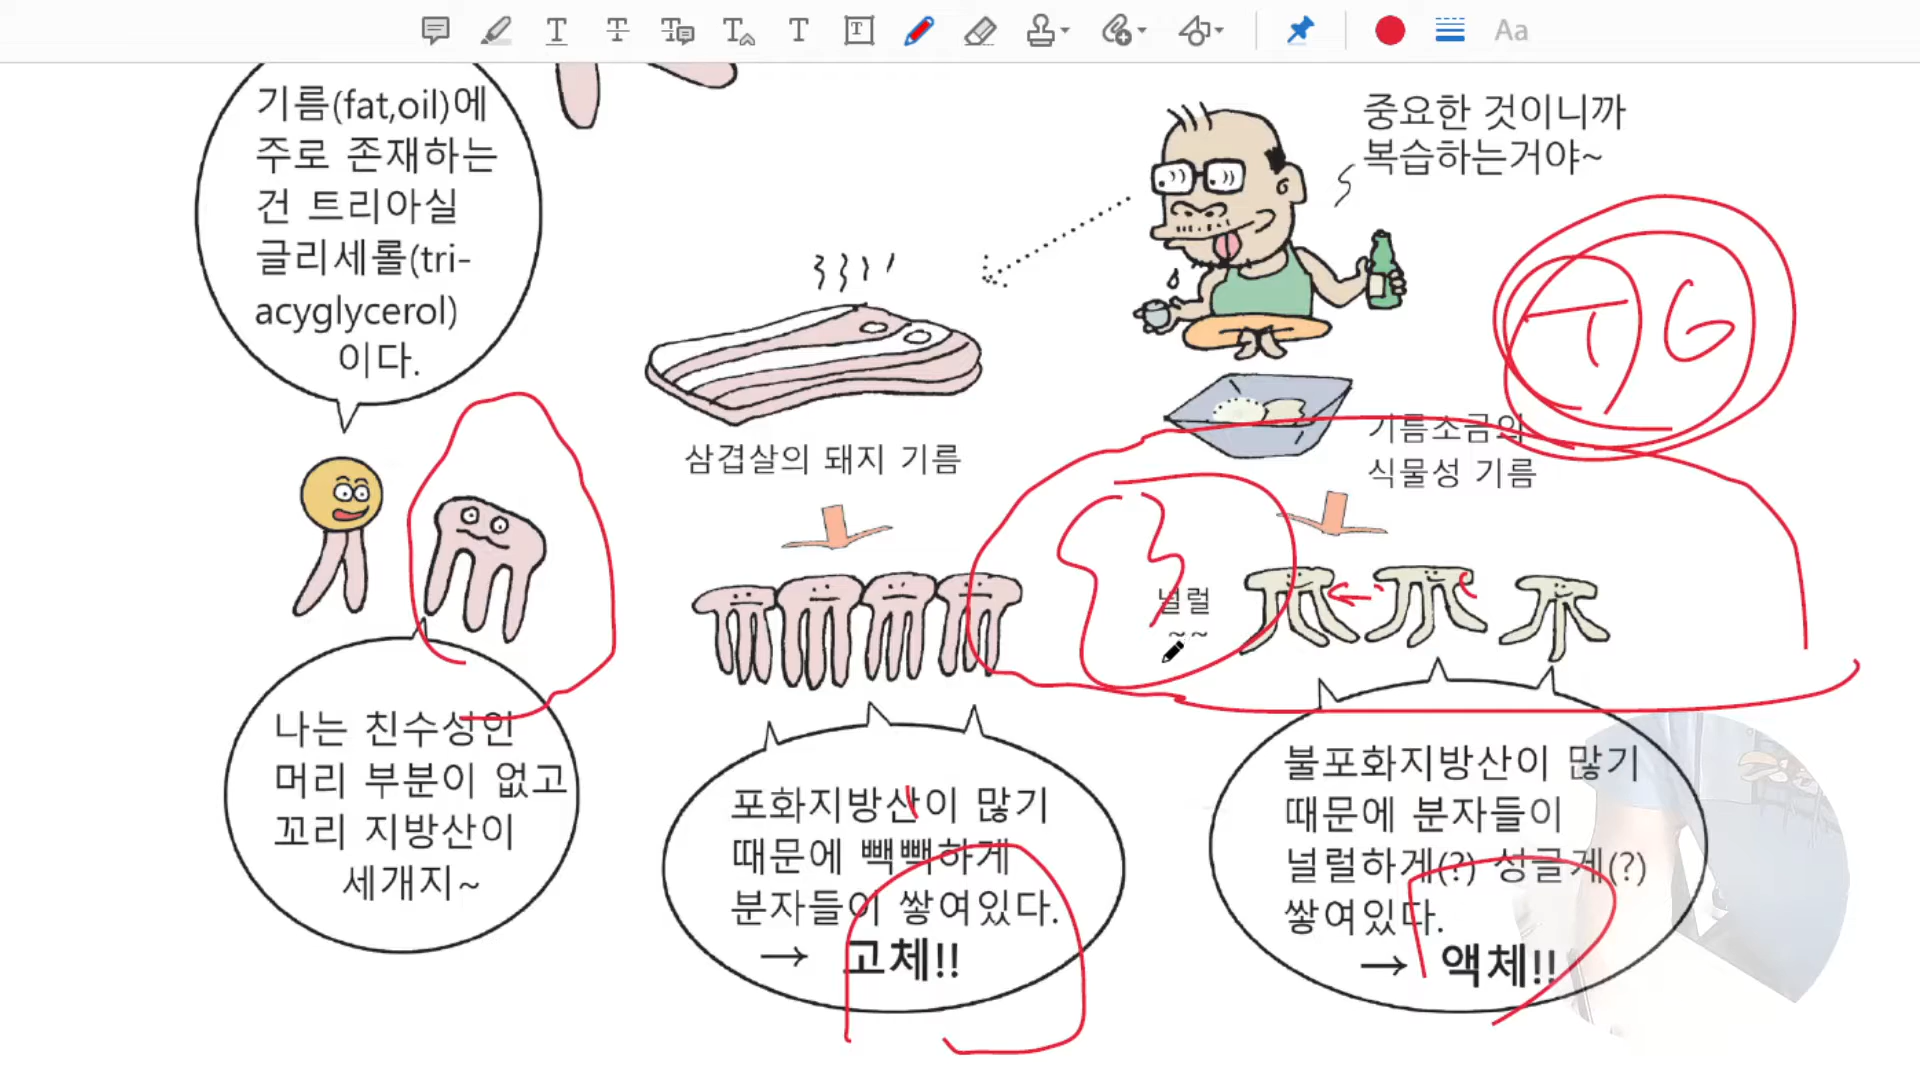 Aa
기름(fat,oil)에
주로 존재하는
건 트리아실
글리세롤(tri-
acyglycerol)
이다.
중요한 것이니까
복습하는거야~
TG
삼겹살의 돼지 기름
기름소금의
식물성 기름
널럴
~~
나는 친수성인
머리 부분이 없고
꼬리 지방산이
세개지~
포화지방산이 많기
때문에 빽빽하게
분자들이 쌓여있다.
→ 고체!!
불포화지방산이 많기
때문에 분자들이
널럴하게(?) 성글게(?)
쌓여있다.
→ 액체!!